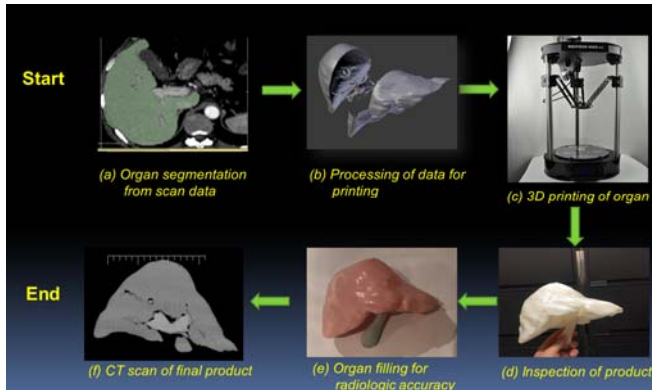 Start
(a) Organ segmentation
from scan data
(b) Processing of data for
printing
(c) 3D printing of organ
End
(f) CT scan of final product
(e) Organ filling for
radiologic accuracy
(d) Inspection of product